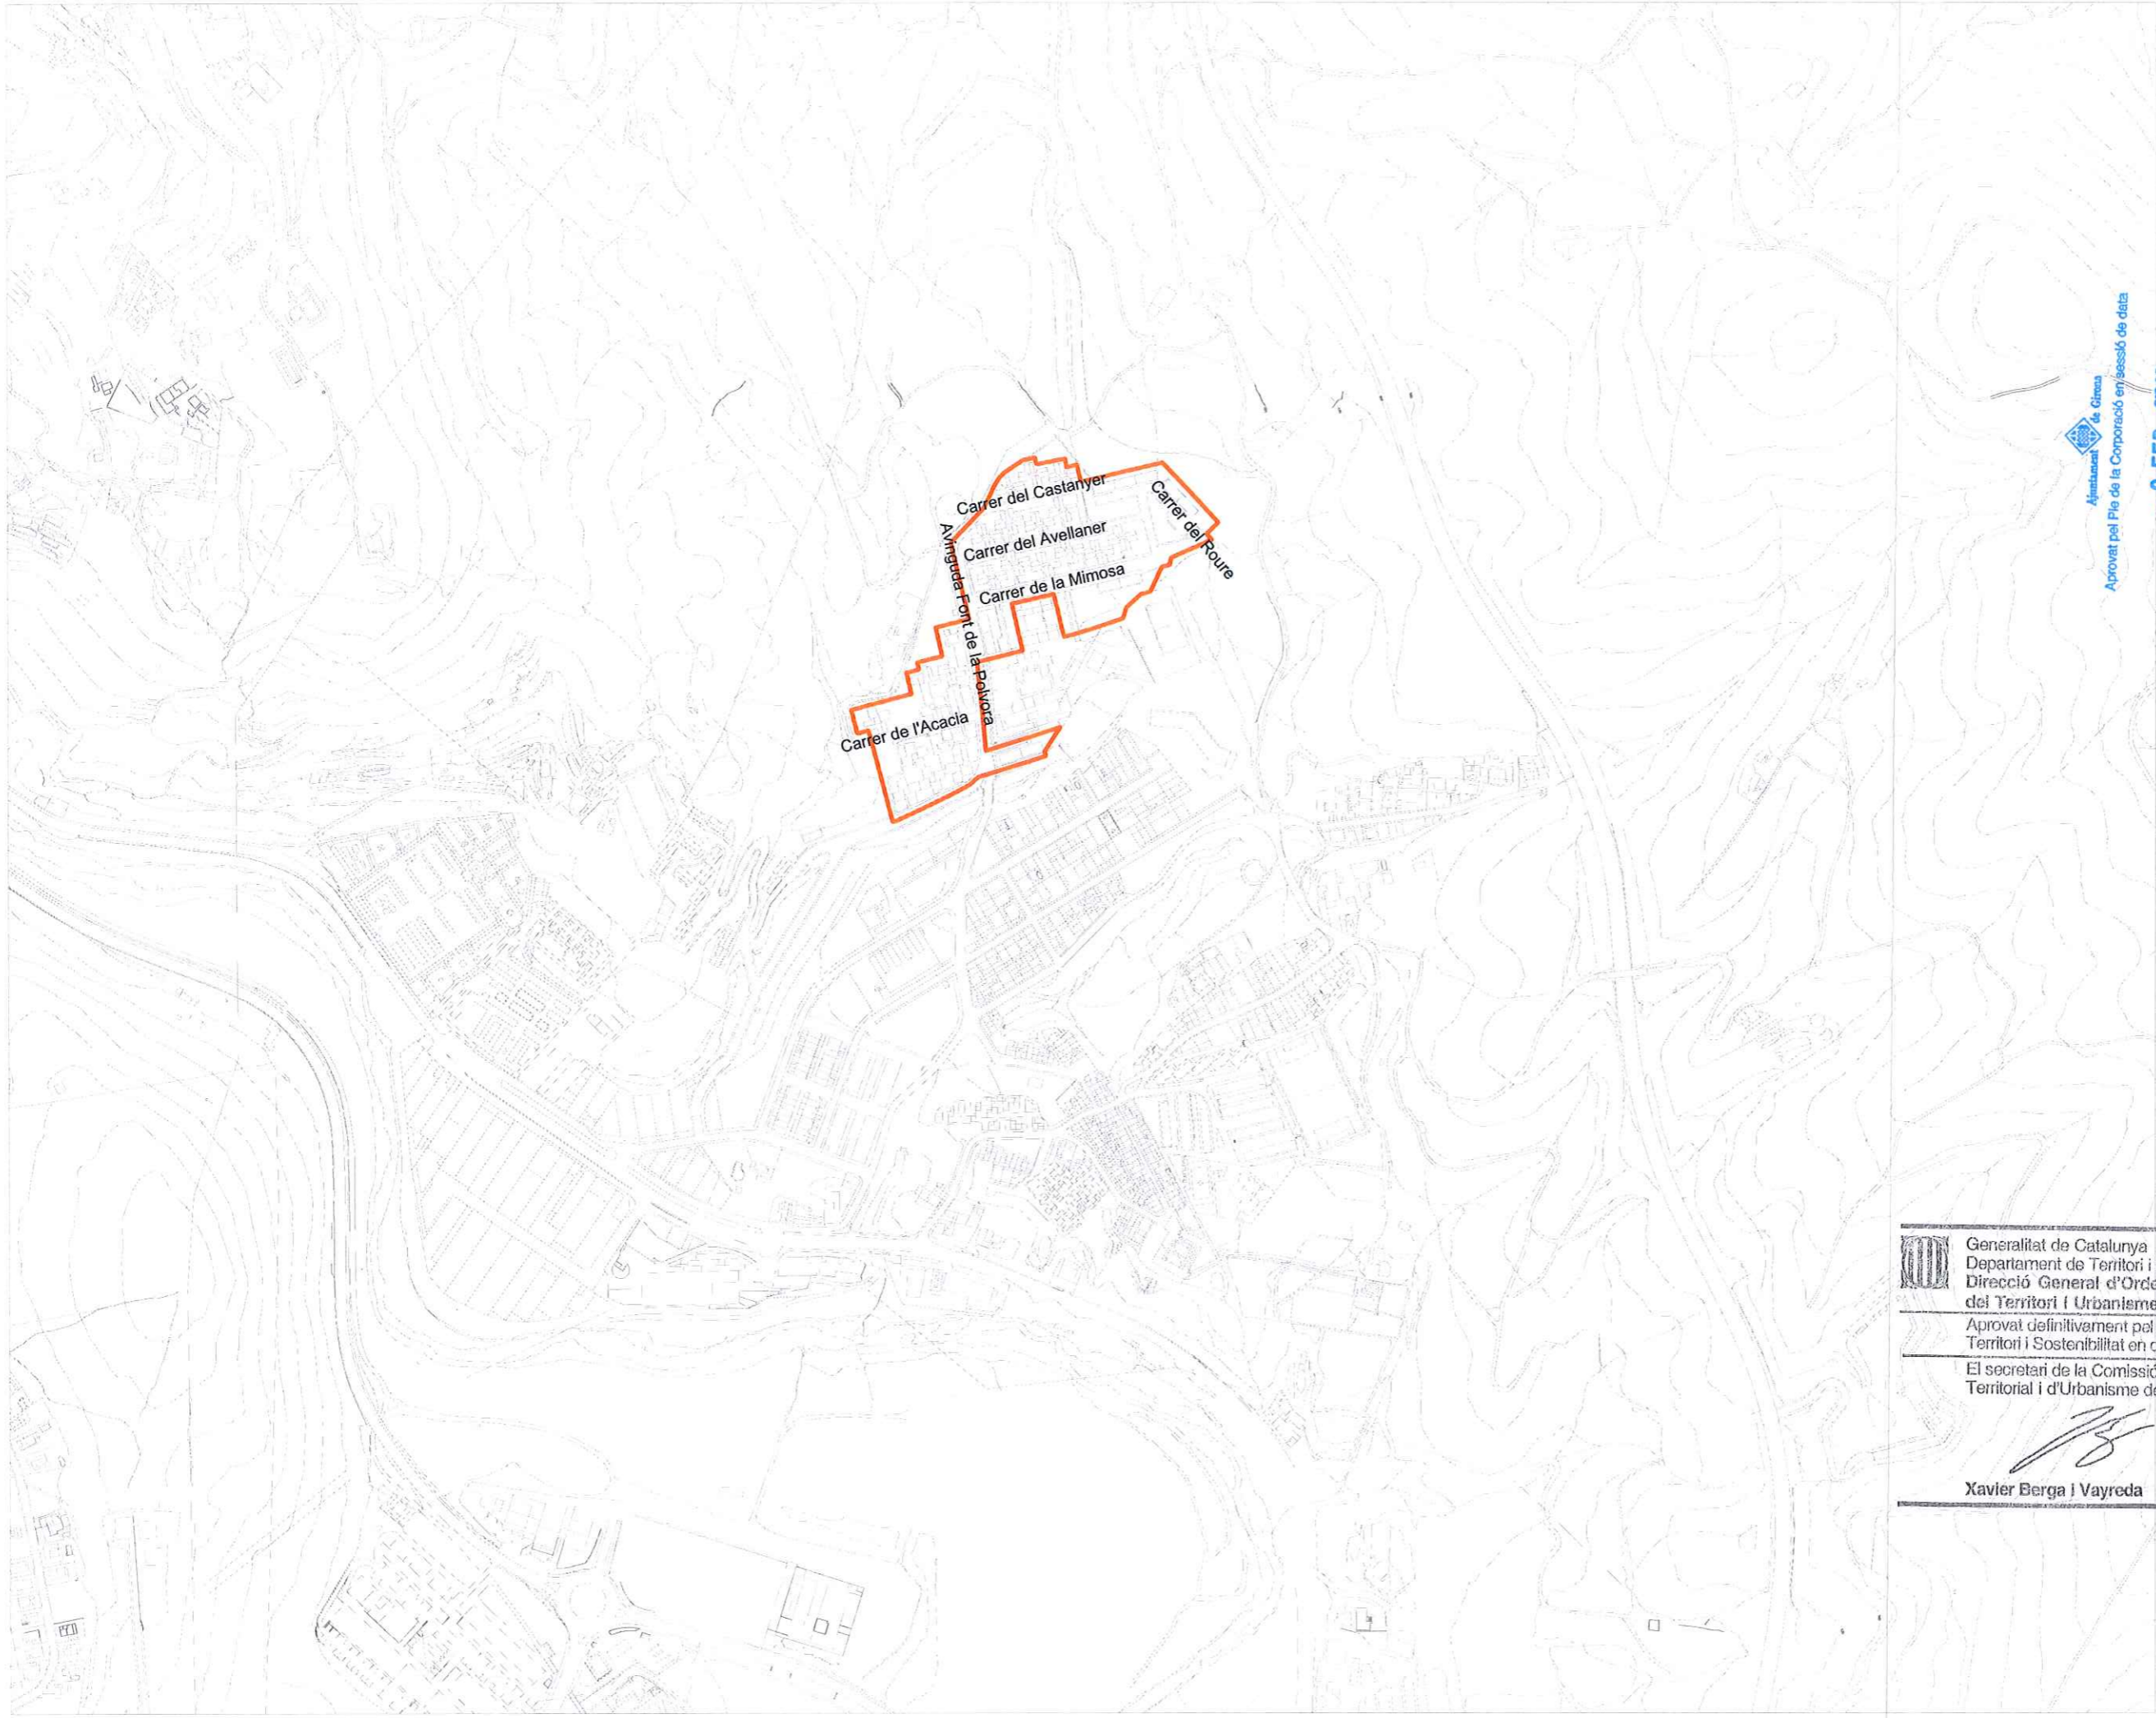 Carrer del Castanyer
Carrer del Avellaner
Carrer de la Mimosa
Carrer del Roure
Avinguda Font de la Polvora
Carrer de l'Acacia
Ajuntament de Girona
Aprovat pel Ple de la Corporació en sessió de data
Generalitat de Catalunya
Departament de Territori i
Direcció General d'Orde
del Territori i Urbanisme
Aprovat definitivament pel
Territori i Sostenibilitat en
El secretari de la Comissió
Territorial i d'Urbanisme de
Xavier Berga i Vayreda